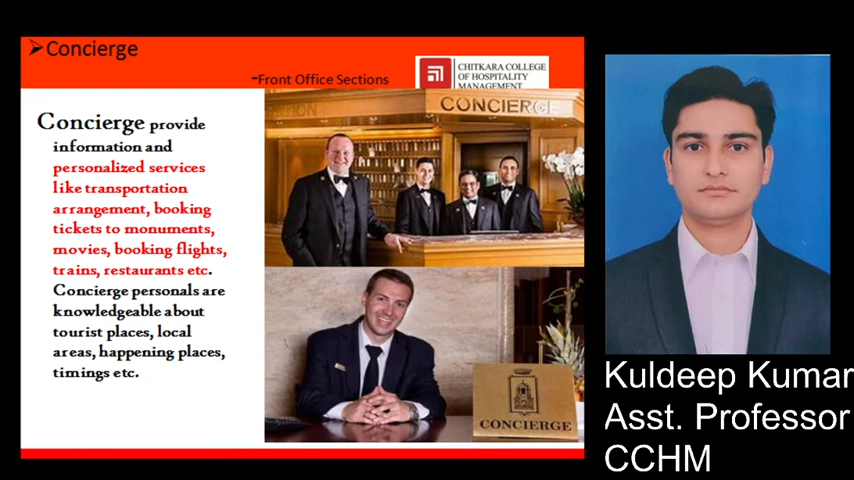 ➢Concierge
-Front Office Sections
CHITKARA COLLEGE
OF HOSPITALITY
MANAGEMENT
Concierge provide
information and
personalized services
like transportation
arrangement, booking
tickets to monuments,
movies, booking flights,
trains, restaurants etc.
Concierge personals are
knowledgeable about
tourist places, local
areas, happening places,
timings etc.
CONCIERGE
CONCIERGE
Kuldeep Kumar
Asst. Professor
CCHM